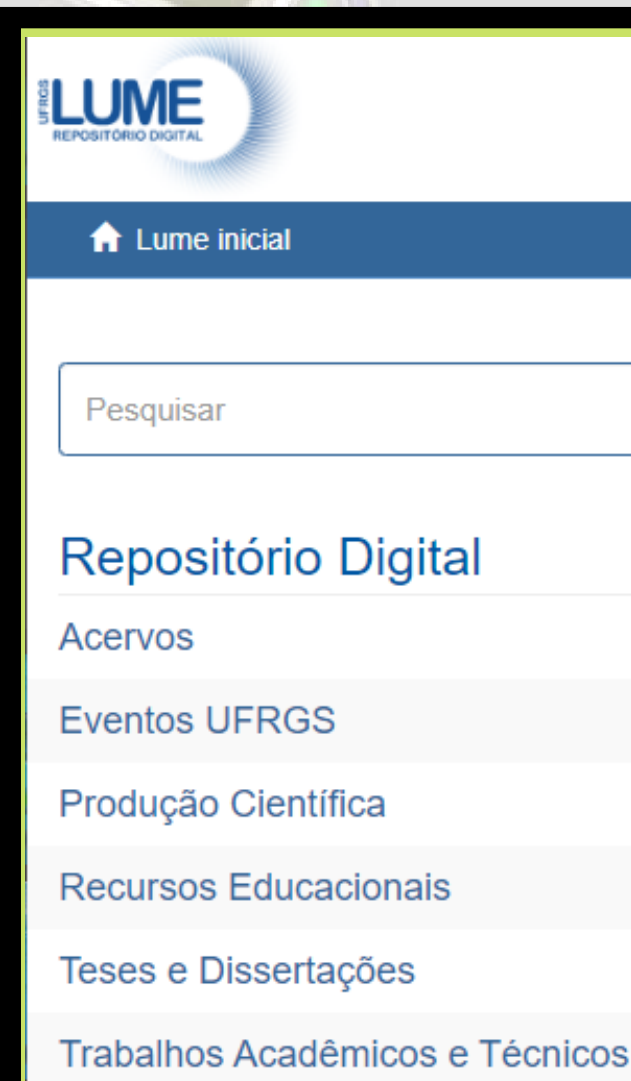 UFRGS
LUME
REPOSITÓRIO DIGITAL
Lume inicial
Pesquisar
Repositório Digital
Acervos
Eventos UFRGS
Produção Científica
Recursos Educacionais
Teses e Dissertações
Trabalhos Acadêmicos e Técnicos